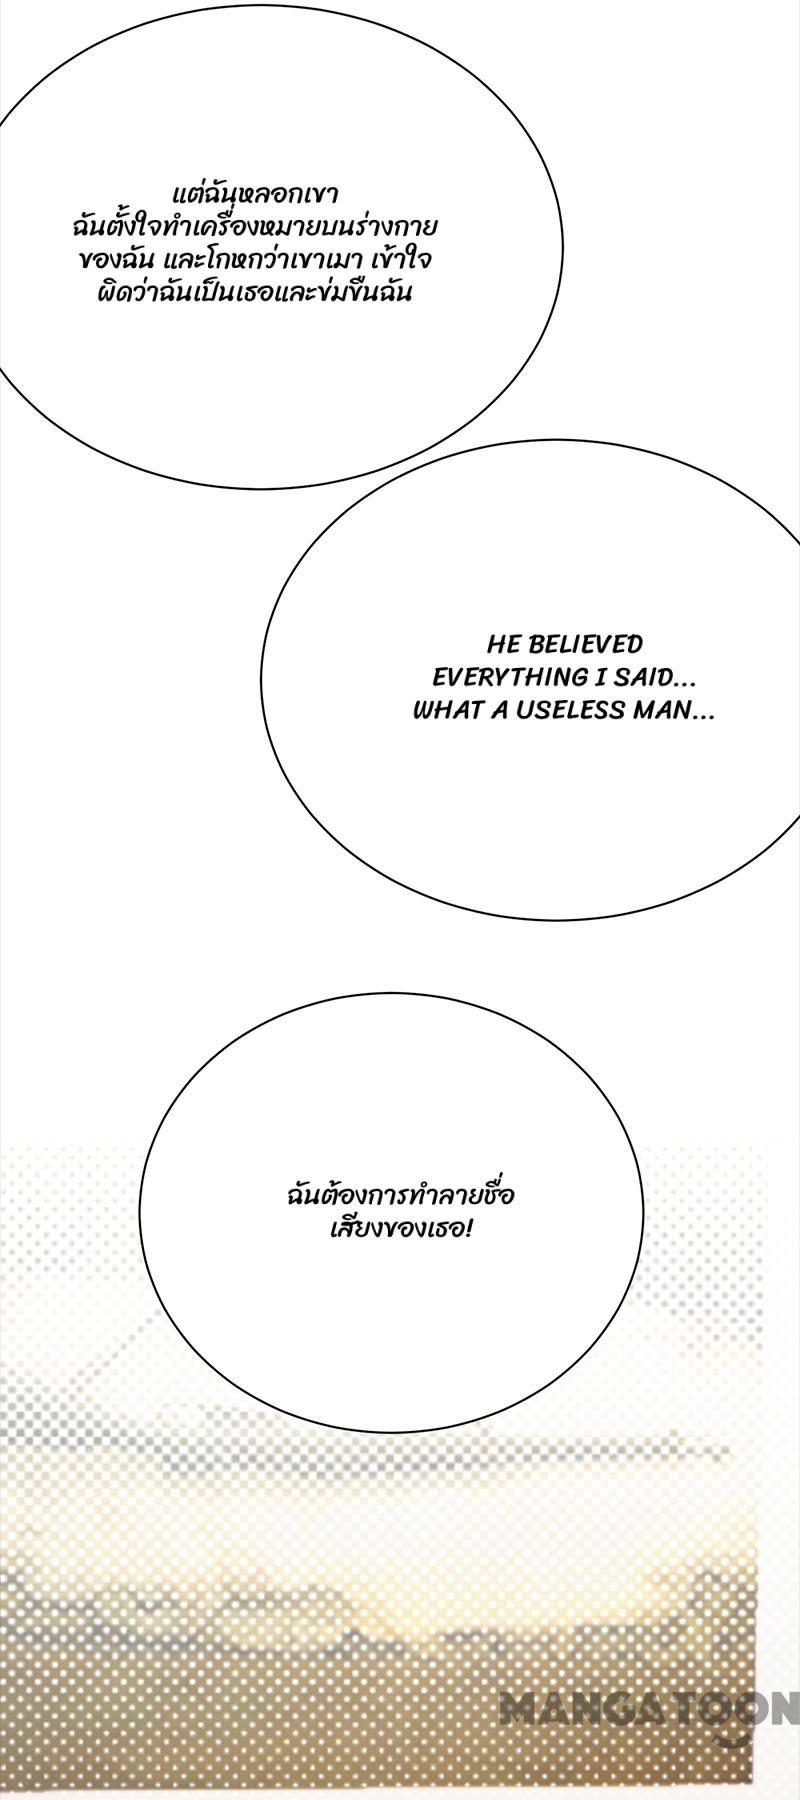 แต่ฉันหลอกเขา
ฉันตั้งใจทำเครื่องหมายบนร่างกาย
ของฉัน และโกหกว่าเขาเมา เข้าใจ
ผิดว่าฉันเป็นเธอและข่มขืนฉัน
HE BELIEVED
EVERYTHING I SAID...
WHAT A USELESS MAN...
ฉันต้องการทำลายชื่อ
เสียงของเธอ!
MANGATOON